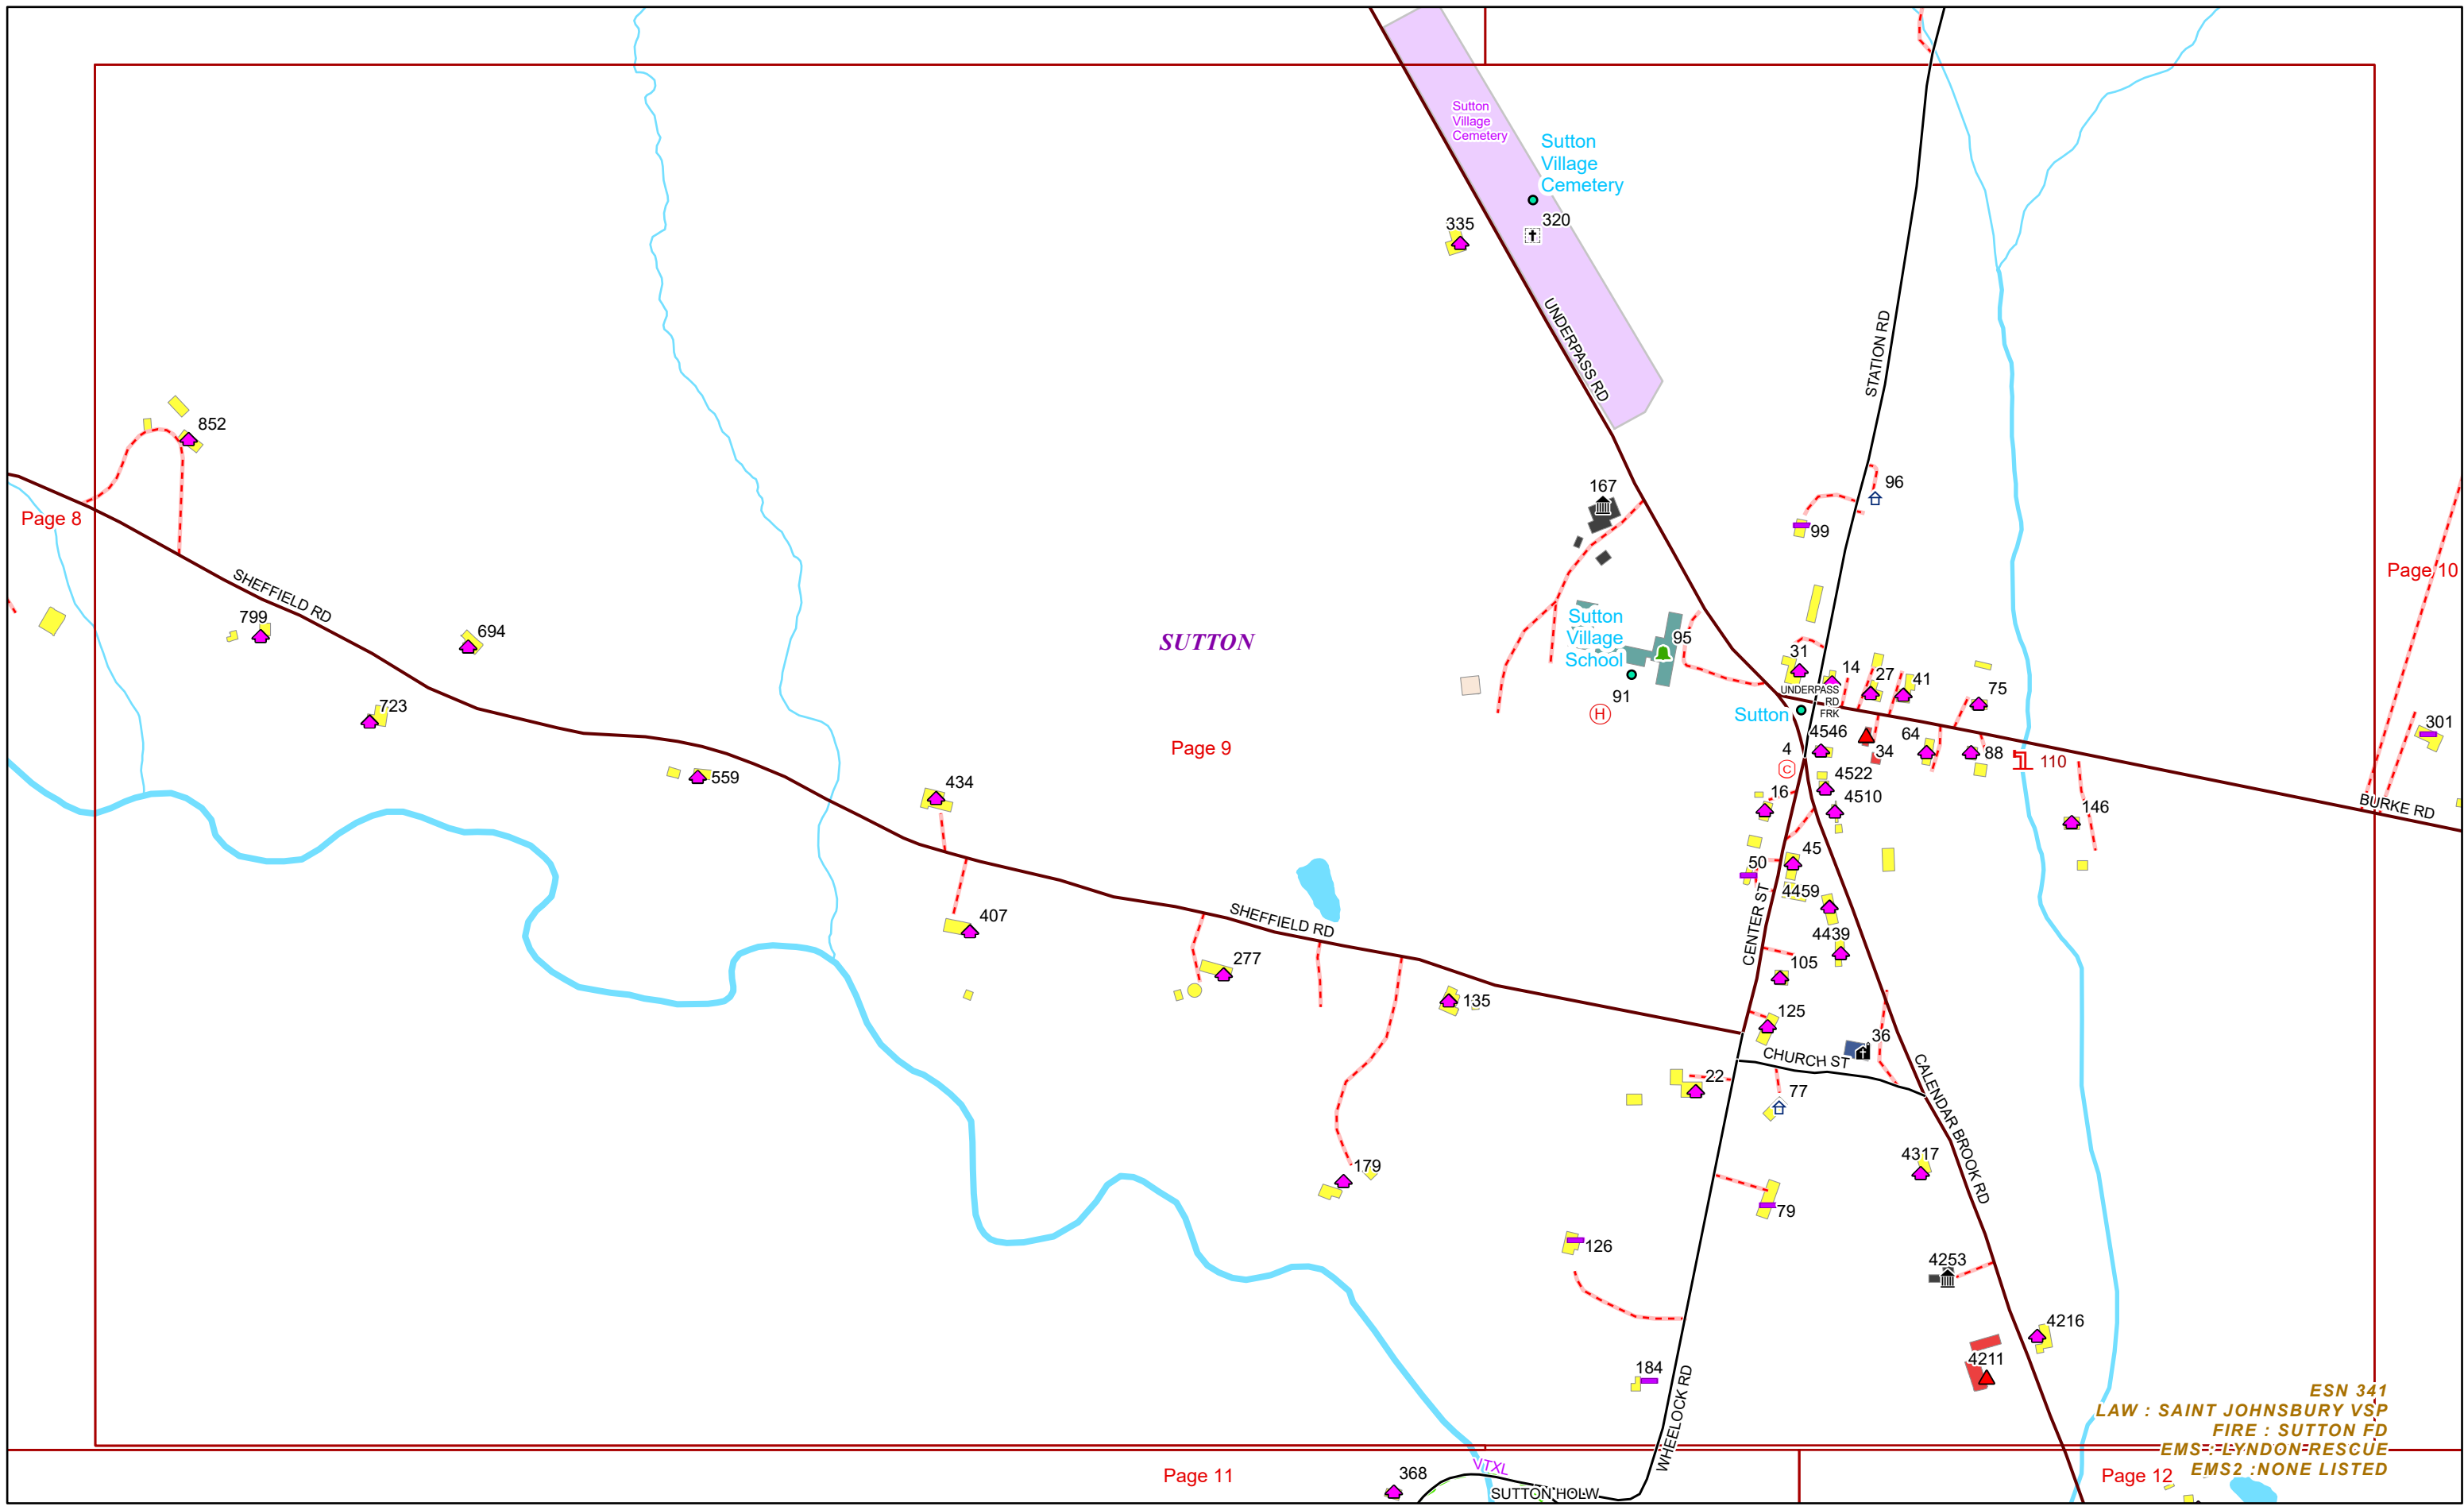 Sutton
Village
Cemetery
Sutton
Village
Cemetery
320
335
UNDERPASS RD
STATION RD
852
167
96
99
Page 8
Page 10
SHEFFIELD RD
799
694
SUTTON
Sutton
Village
School
95
91
H
31
14
27
41
75
UNDERPASS
RD
FRK
Sutton
723
301
Page 9
4546
4
34
64
88
110
C
559
434
4522
16
4510
146
BURKE RD
45
50
4459
CENTER ST
407
SHEFFIELD RD
4439
277
105
135
125
36
CHURCH ST
22
77
CALENDAR BROOK RD
179
4317
79
126
4253
4216
184
4211
WHEELOCK RD
ESN 341
LAW : SAINT JOHNSBURY VSP
FIRE : SUTTON FD
EMS : LYNDON RESCUE
EMS2 :NONE LISTED
Page 11
368
VTXL
SUTTON HOLW
Page 12